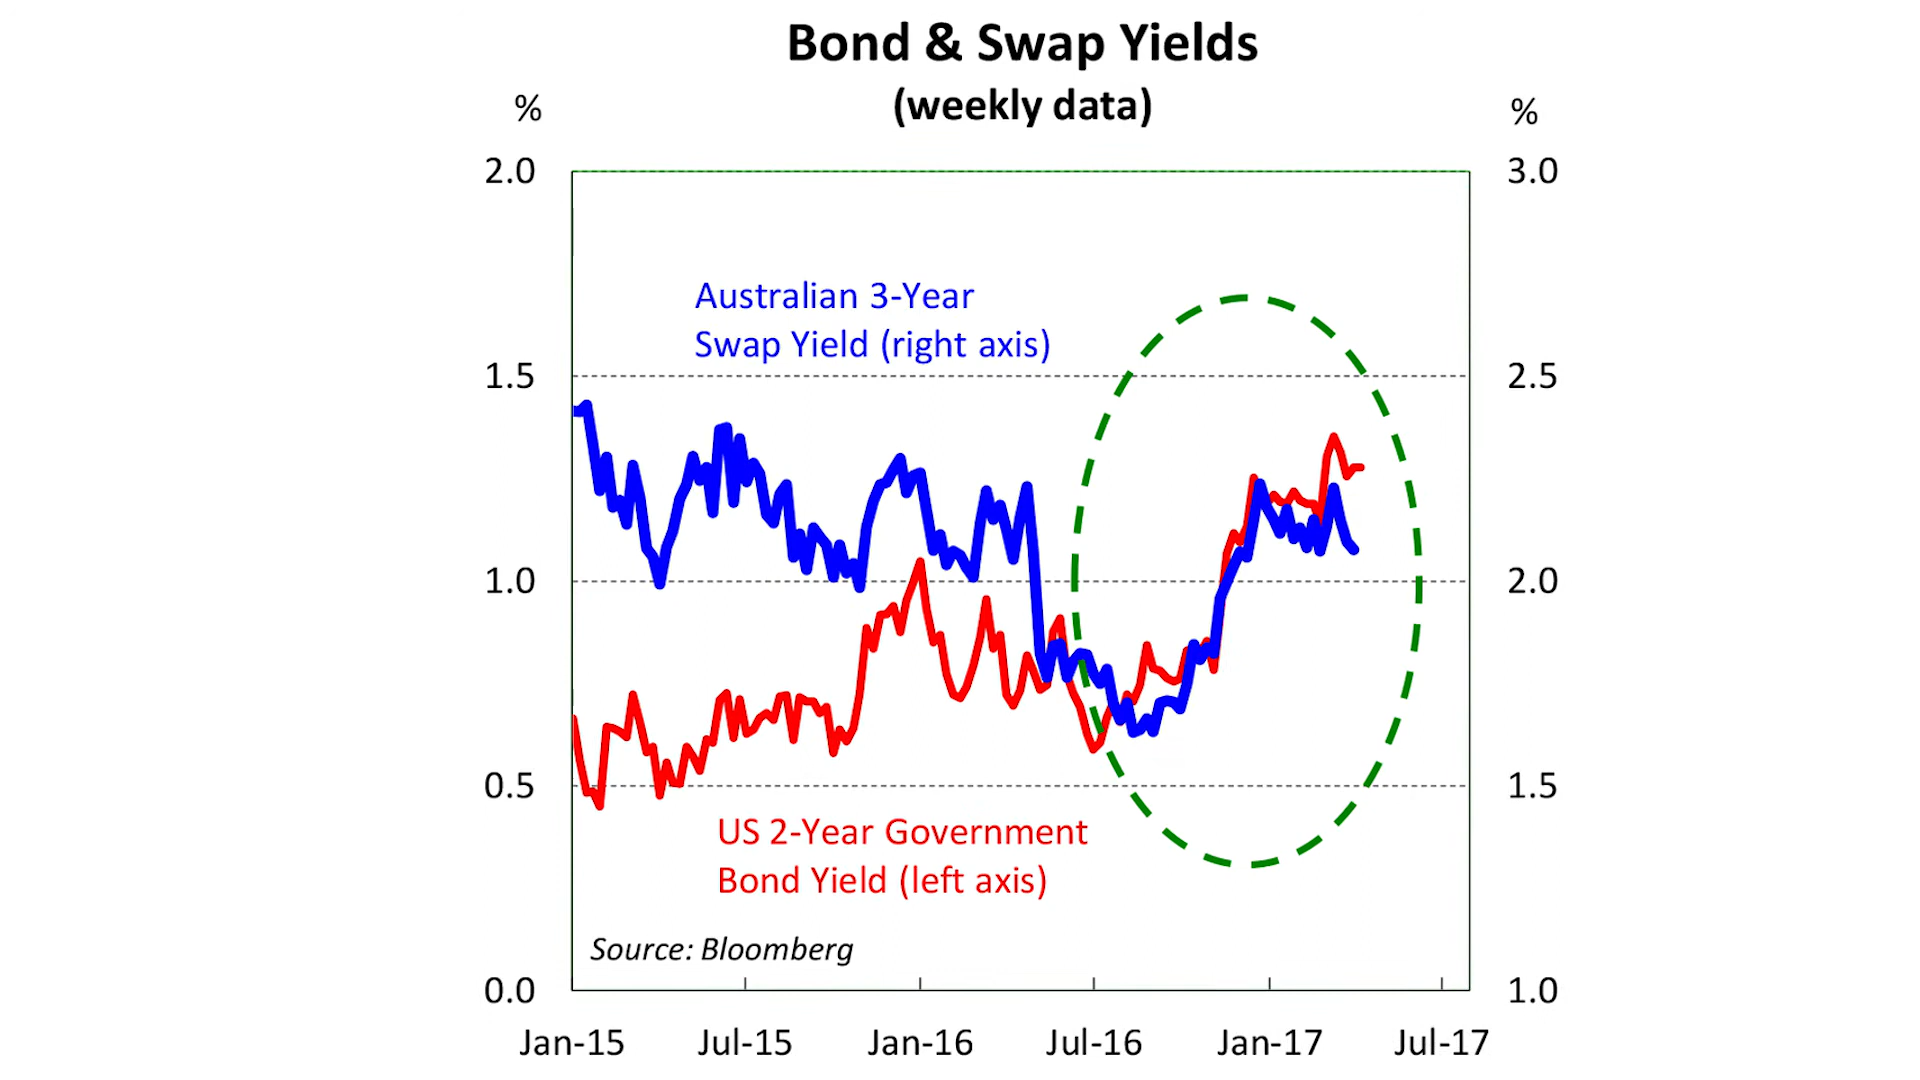 Bond & Swap Yields
(weekly data)
%
%
2.0
3.0
Australian 3-Year
Swap Yield (right axis)
1.5
2.5
1.0
2.0
0.5
1.5
US 2-Year Government
Bond Yield (left axis)
Source: Bloomberg
0.0
1.0
Jan-15
Jul-15
Jan-16
Jul-16
Jan-17
Jul-17